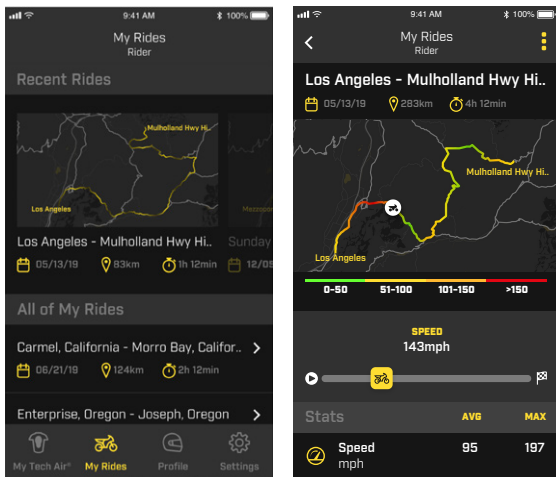 9:41 AM
100%
My Rides
Rider
Recent Rides
Mulholland Hwy Hi..
Los Angeles
Los Angeles - Mulholland Hwy Hi..
Sunday
05/13/19
83km
1h 12min
12/05
All of My Rides
Carmel, California - Morro Bay, Califor..
06/21/19
124km
2h 12min
Enterprise, Oregon - Joseph, Oregon
My Tech Air®
My Rides
Profile
Settings
9:41 AM
100%
My Rides
Rider
Los Angeles - Mulholland Hwy Hi..
05/13/19
283km
4h 12min
Mulholland Hwy Hi..
Los Angeles
0-50
51-100
101-150
>150
SPEED
143mph
Stats
AVG
MAX
Speed
95
197
mph